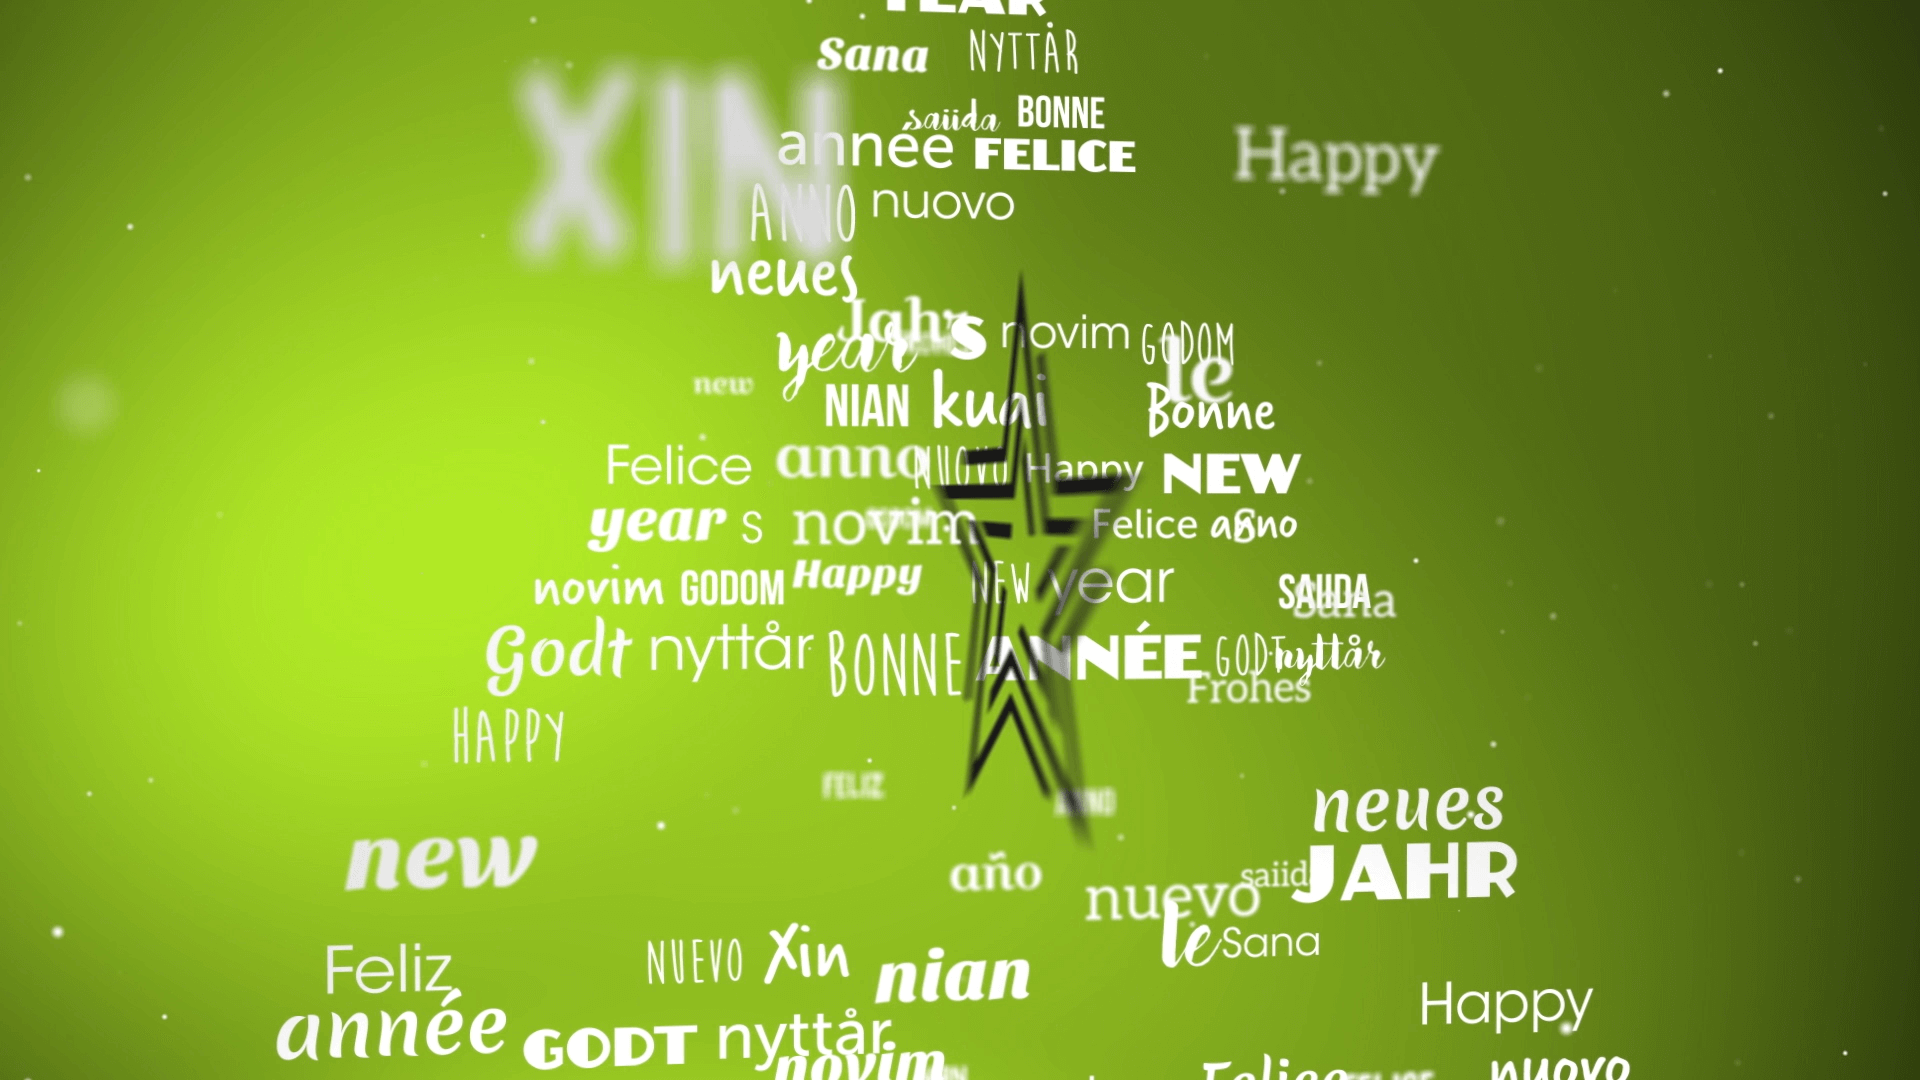 YEAR
Sana NYTTÅR
saiida BONNE
XIN
année FELICE
Happy
ANNO nuovo
neues
Jahr
year s novim GODOM
le
new
NIAN kuai Bonne
Felice anno NUOVO Happy NEW
year s novim Felice anno
S
novim GODOM Happy NEW year SAIIDA
Sana
Godt nyttår BONNE ANNÉE GODT nyttår
Frohes
HAPPY
FELIZ
neues
new
JAHR
año nuevo saiida
le Sana
Feliz NUEVO Xin nian
Happy
année GODT nyttår
novim
Felice FELICE nuovo